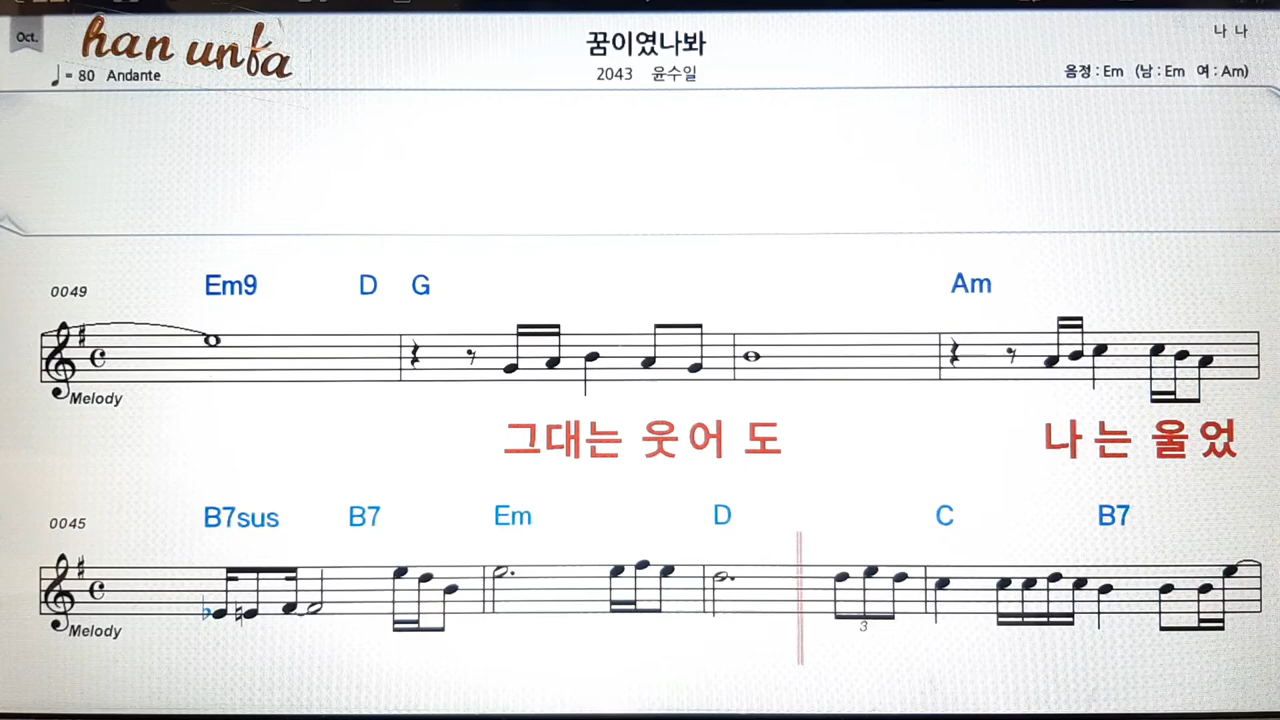 Oct.
han unfa
♩ = 80 Andante
꿈이였나봐
2043 윤수일
나 나
음정 : Em (남 : Em 여 : Am)
0049
Em9 D G Am
Melody
그대는 웃어 도 나 는 울었
0045
B7sus B7 Em D C B7
Melody
3